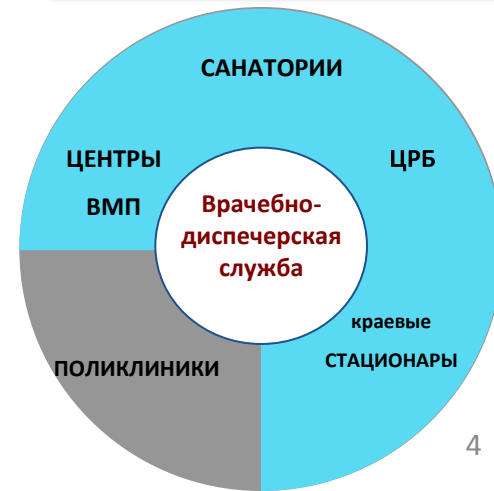 САНАТОРИИ
ЦЕНТРЫ
ВМП
ЦРБ
Врачебно-
диспечерская
служба
краевые
СТАЦИОНАРЫ
ПОЛИКЛИНИКИ
4